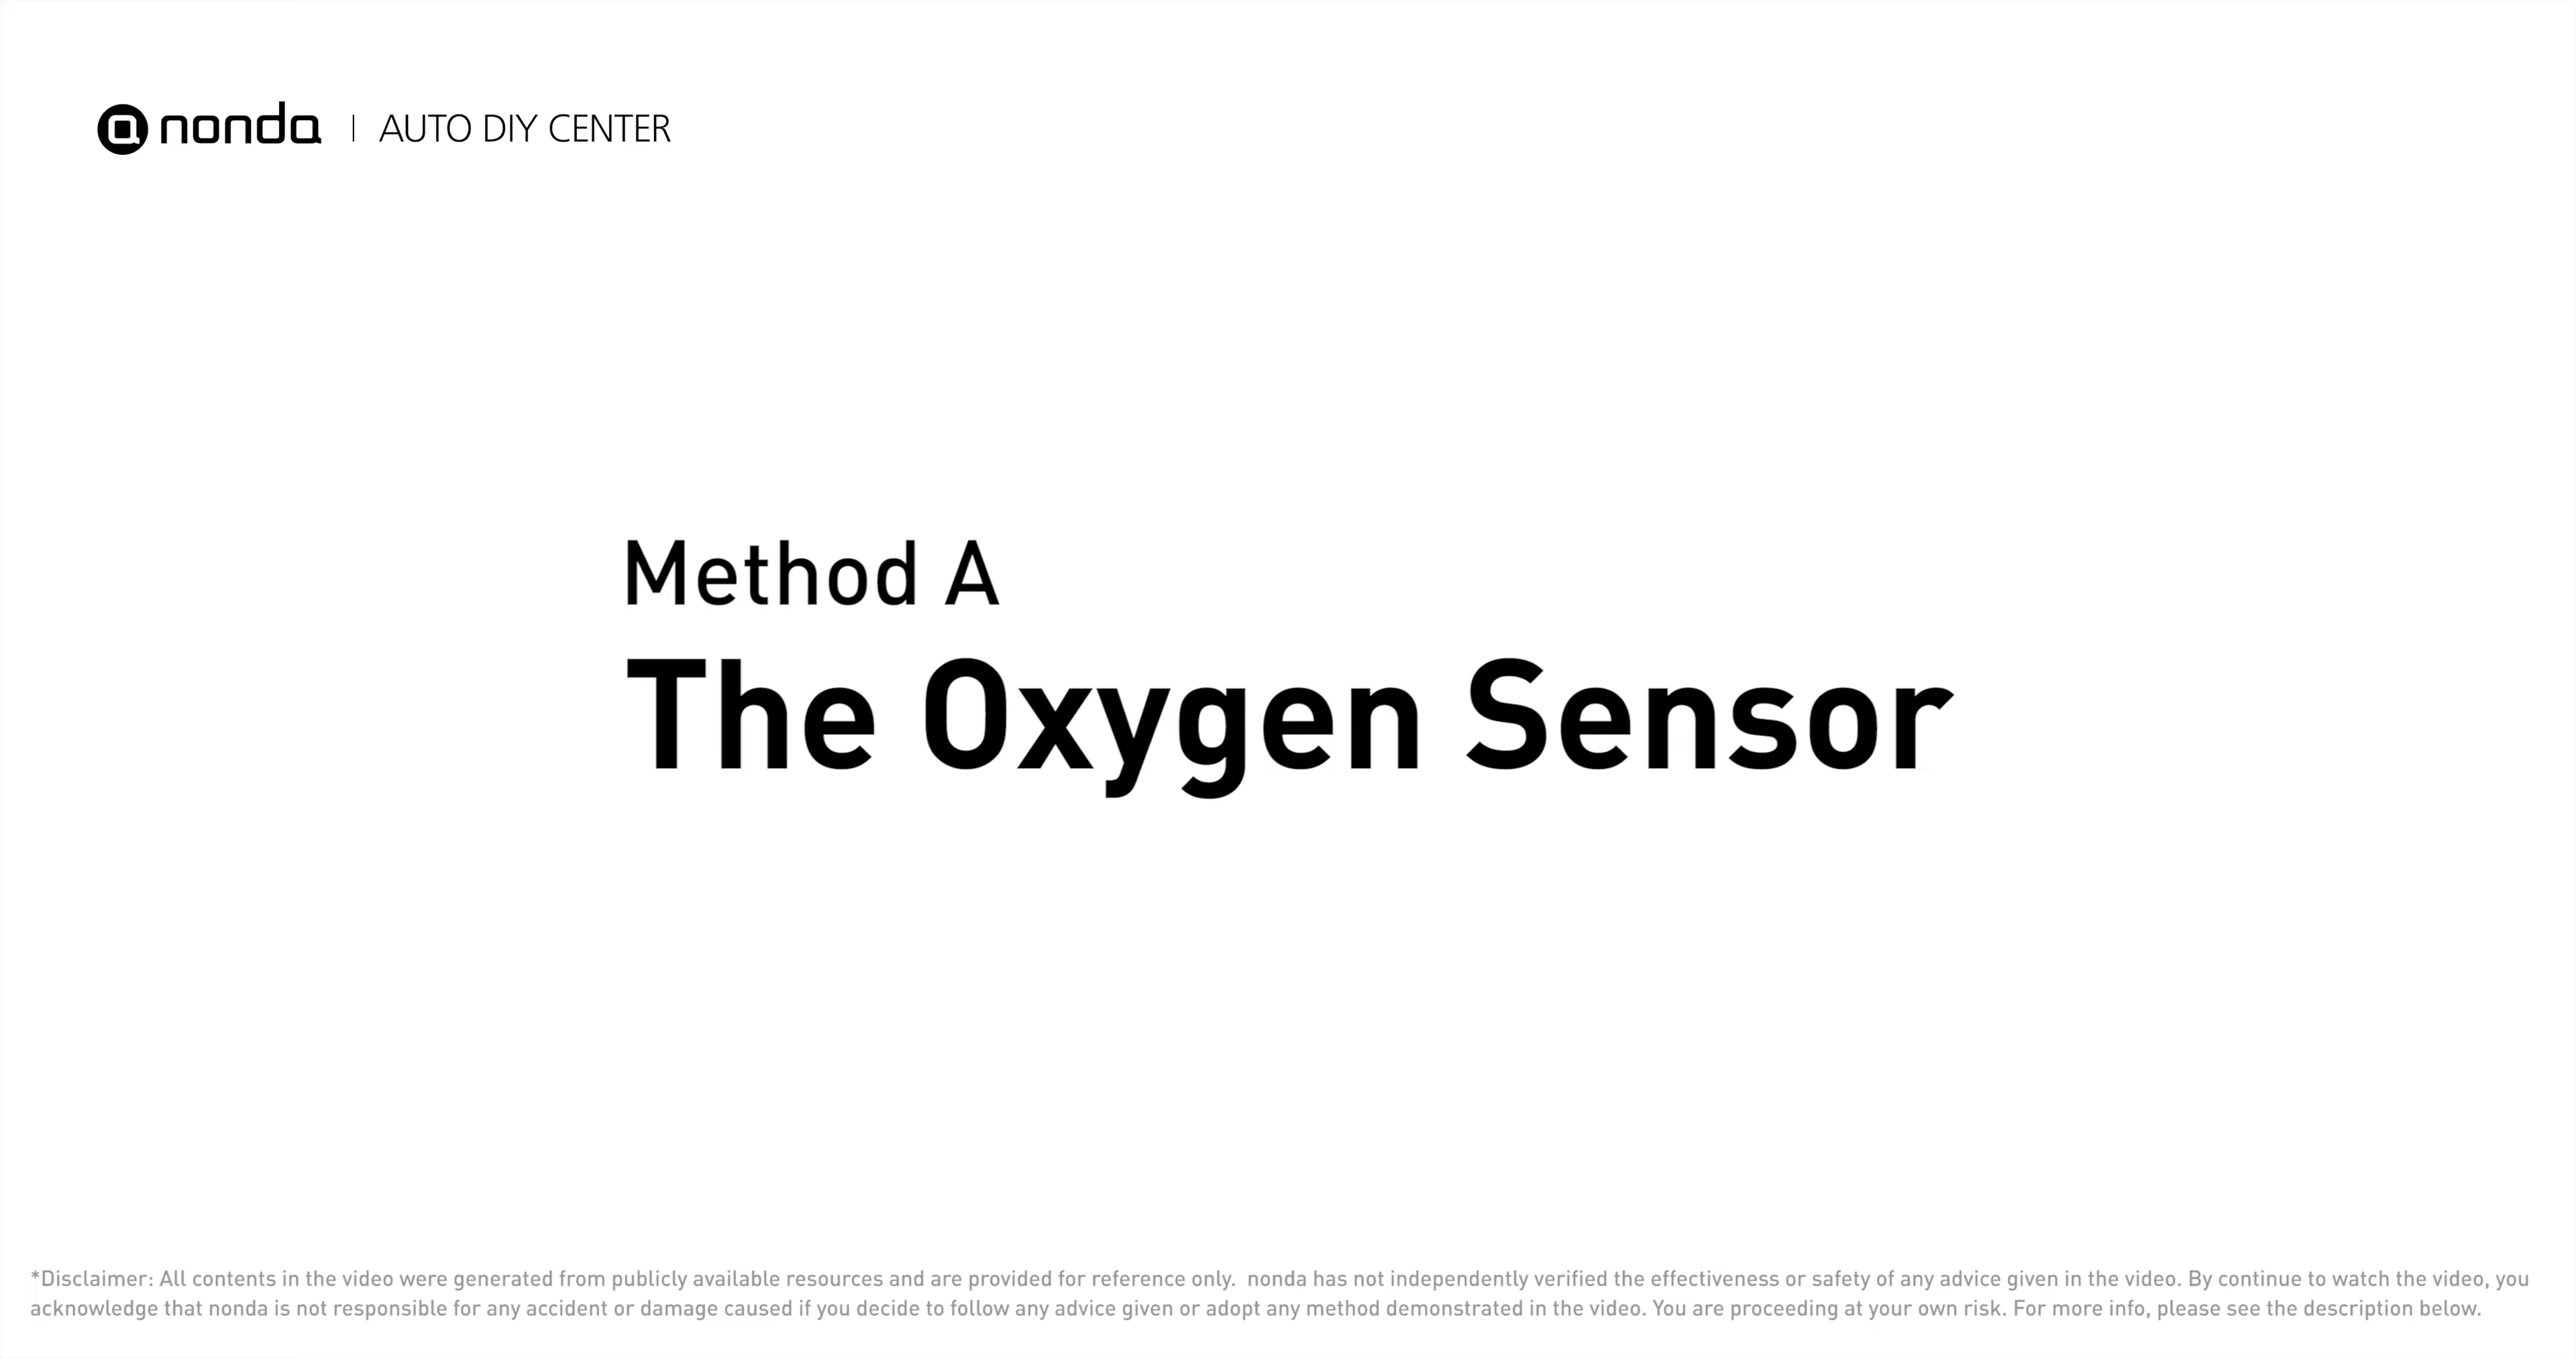 nonda | AUTO DIY CENTER
Method A
The Oxygen Sensor
*Disclaimer: All contents in the video were generated from publicly available resources and are provided for reference only.  nonda has not independently verified the effectiveness or safety of any advice given in the video. By continue to watch the video, you
acknowledge that nonda is not responsible for any accident or damage caused if you decide to follow any advice given or adopt any method demonstrated in the video. You are proceeding at your own risk. For more info, please see the description below.